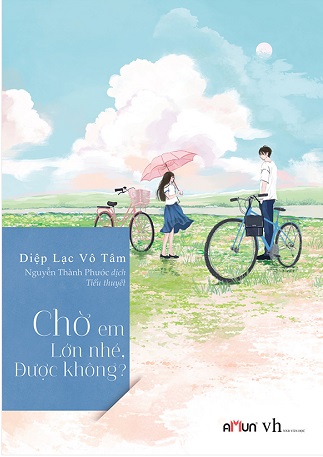 Diệp Lạc Vô Tâm
Nguyễn Thành Phước dịch
Tiểu thuyết
Chờ em
Lớn nhé,
Được không?
AMUN vh